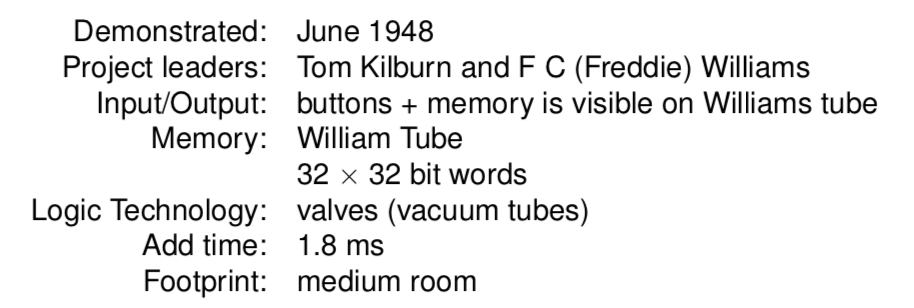 Demonstrated: June 1948
Project leaders: Tom Kilburn and F C (Freddie) Williams
Input/Output: buttons + memory is visible on Williams tube
Memory: William Tube
32 × 32 bit words
Logic Technology: valves (vacuum tubes)
Add time: 1.8 ms
Footprint: medium room